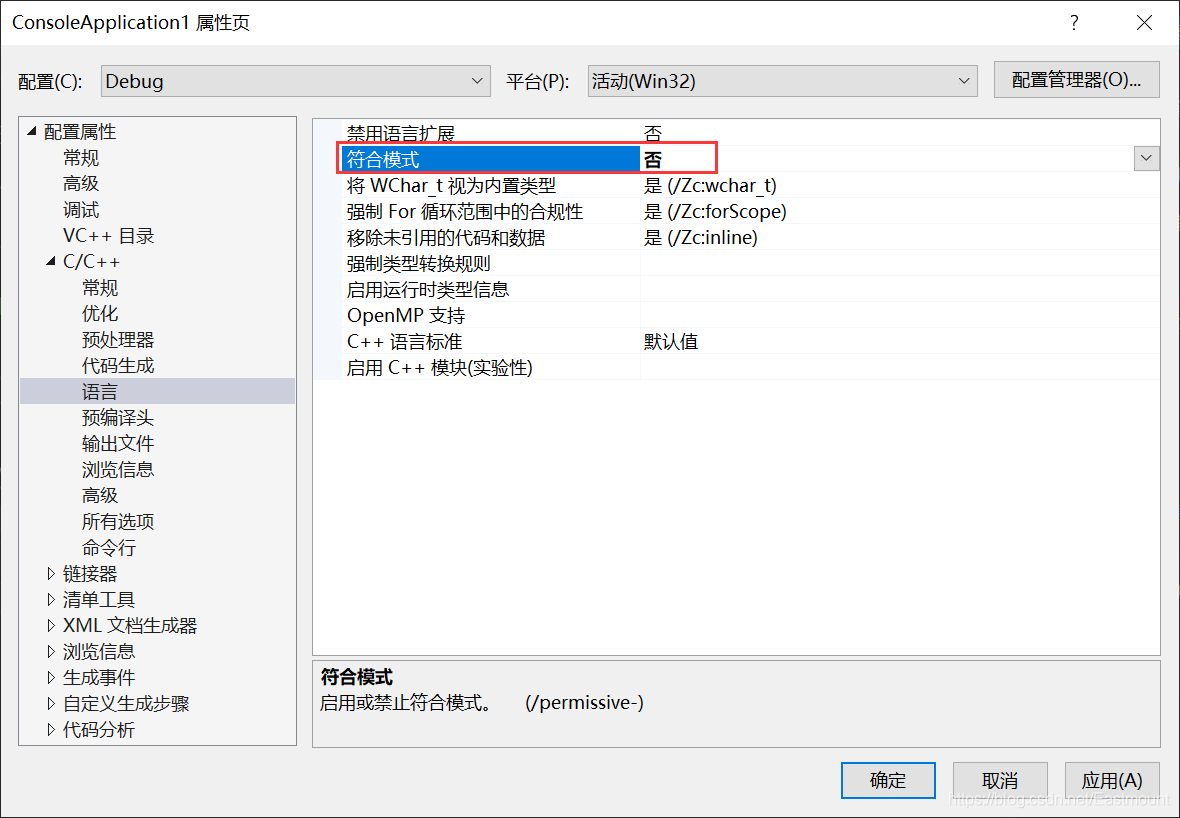 ConsoleApplication1 属性页
?
配置(C): Debug 平台(P): 活动(Win32) 配置管理器(O)...
配置属性
常规
高级
调试
VC++ 目录
C/C++
常规
优化
预处理器
代码生成
语言
预编译头
输出文件
浏览信息
高级
所有选项
命令行
链接器
清单工具
XML 文档生成器
浏览信息
生成事件
自定义生成步骤
代码分析
禁用语言扩展 否
符合模式 否
将 WChar_t 视为内置类型 是 (/Zc:wchar_t)
强制 For 循环范围中的合规性 是 (/Zc:forScope)
移除未引用的代码和数据 是 (/Zc:inline)
强制类型转换规则
启用运行时类型信息
OpenMP 支持
C++ 语言标准 默认值
启用 C++ 模块(实验性)
符合模式
启用或禁止符合模式。 (/permissive-)
确定 取消 应用(A)
https://blog.csdn.net/Eastmount